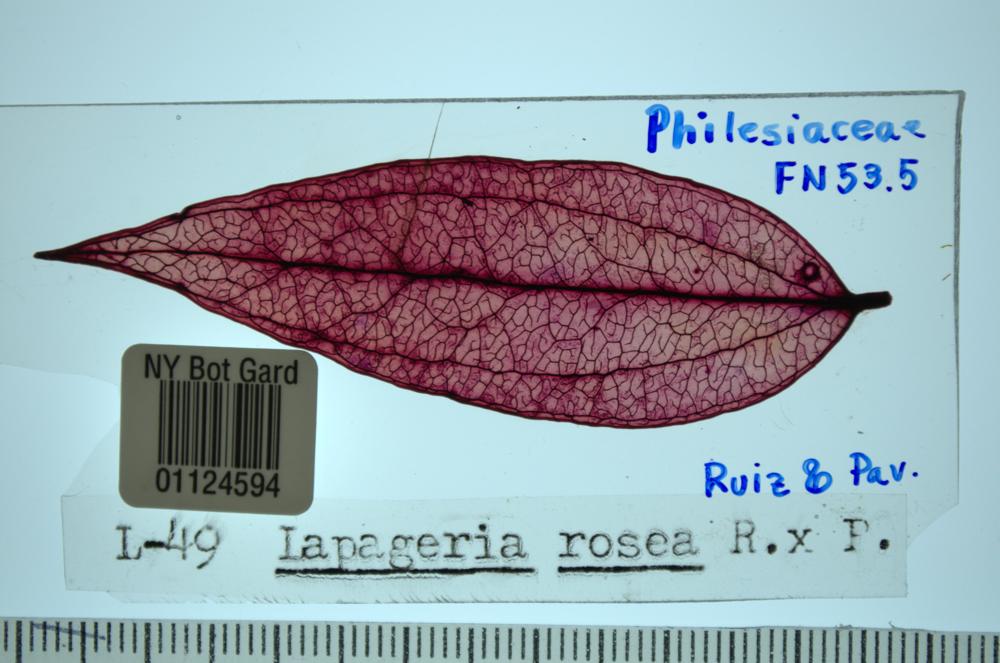 Philesiaceae
FN 53.5
NY Bot Gard
01124594
Ruiz & Pav.
L-49 Lapageria rosea R.x P.